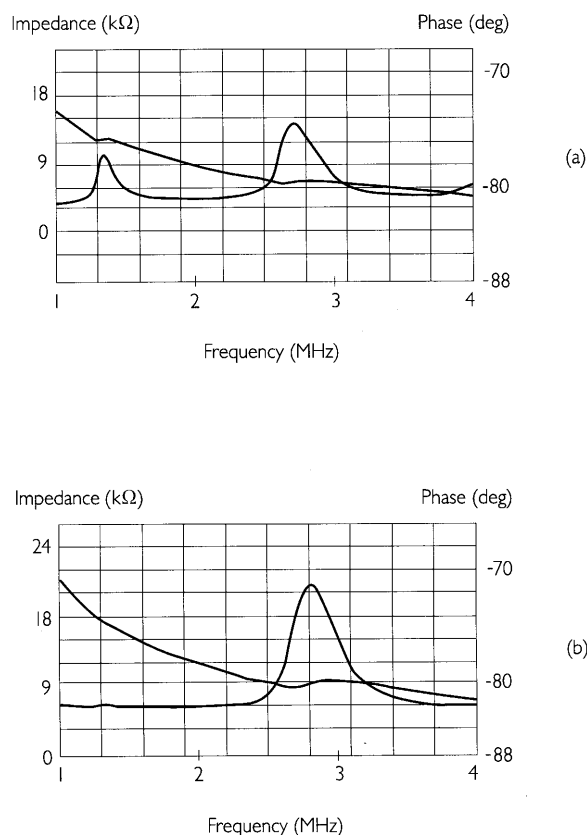 Impedance (kΩ) Phase (deg)
-70
18
9
-80
0
-88
1 2 3 4
Frequency (MHz)
(a)
Impedance (kΩ) Phase (deg)
24
-70
18
9
-80
0
-88
1 2 3 4
Frequency (MHz)
(b)